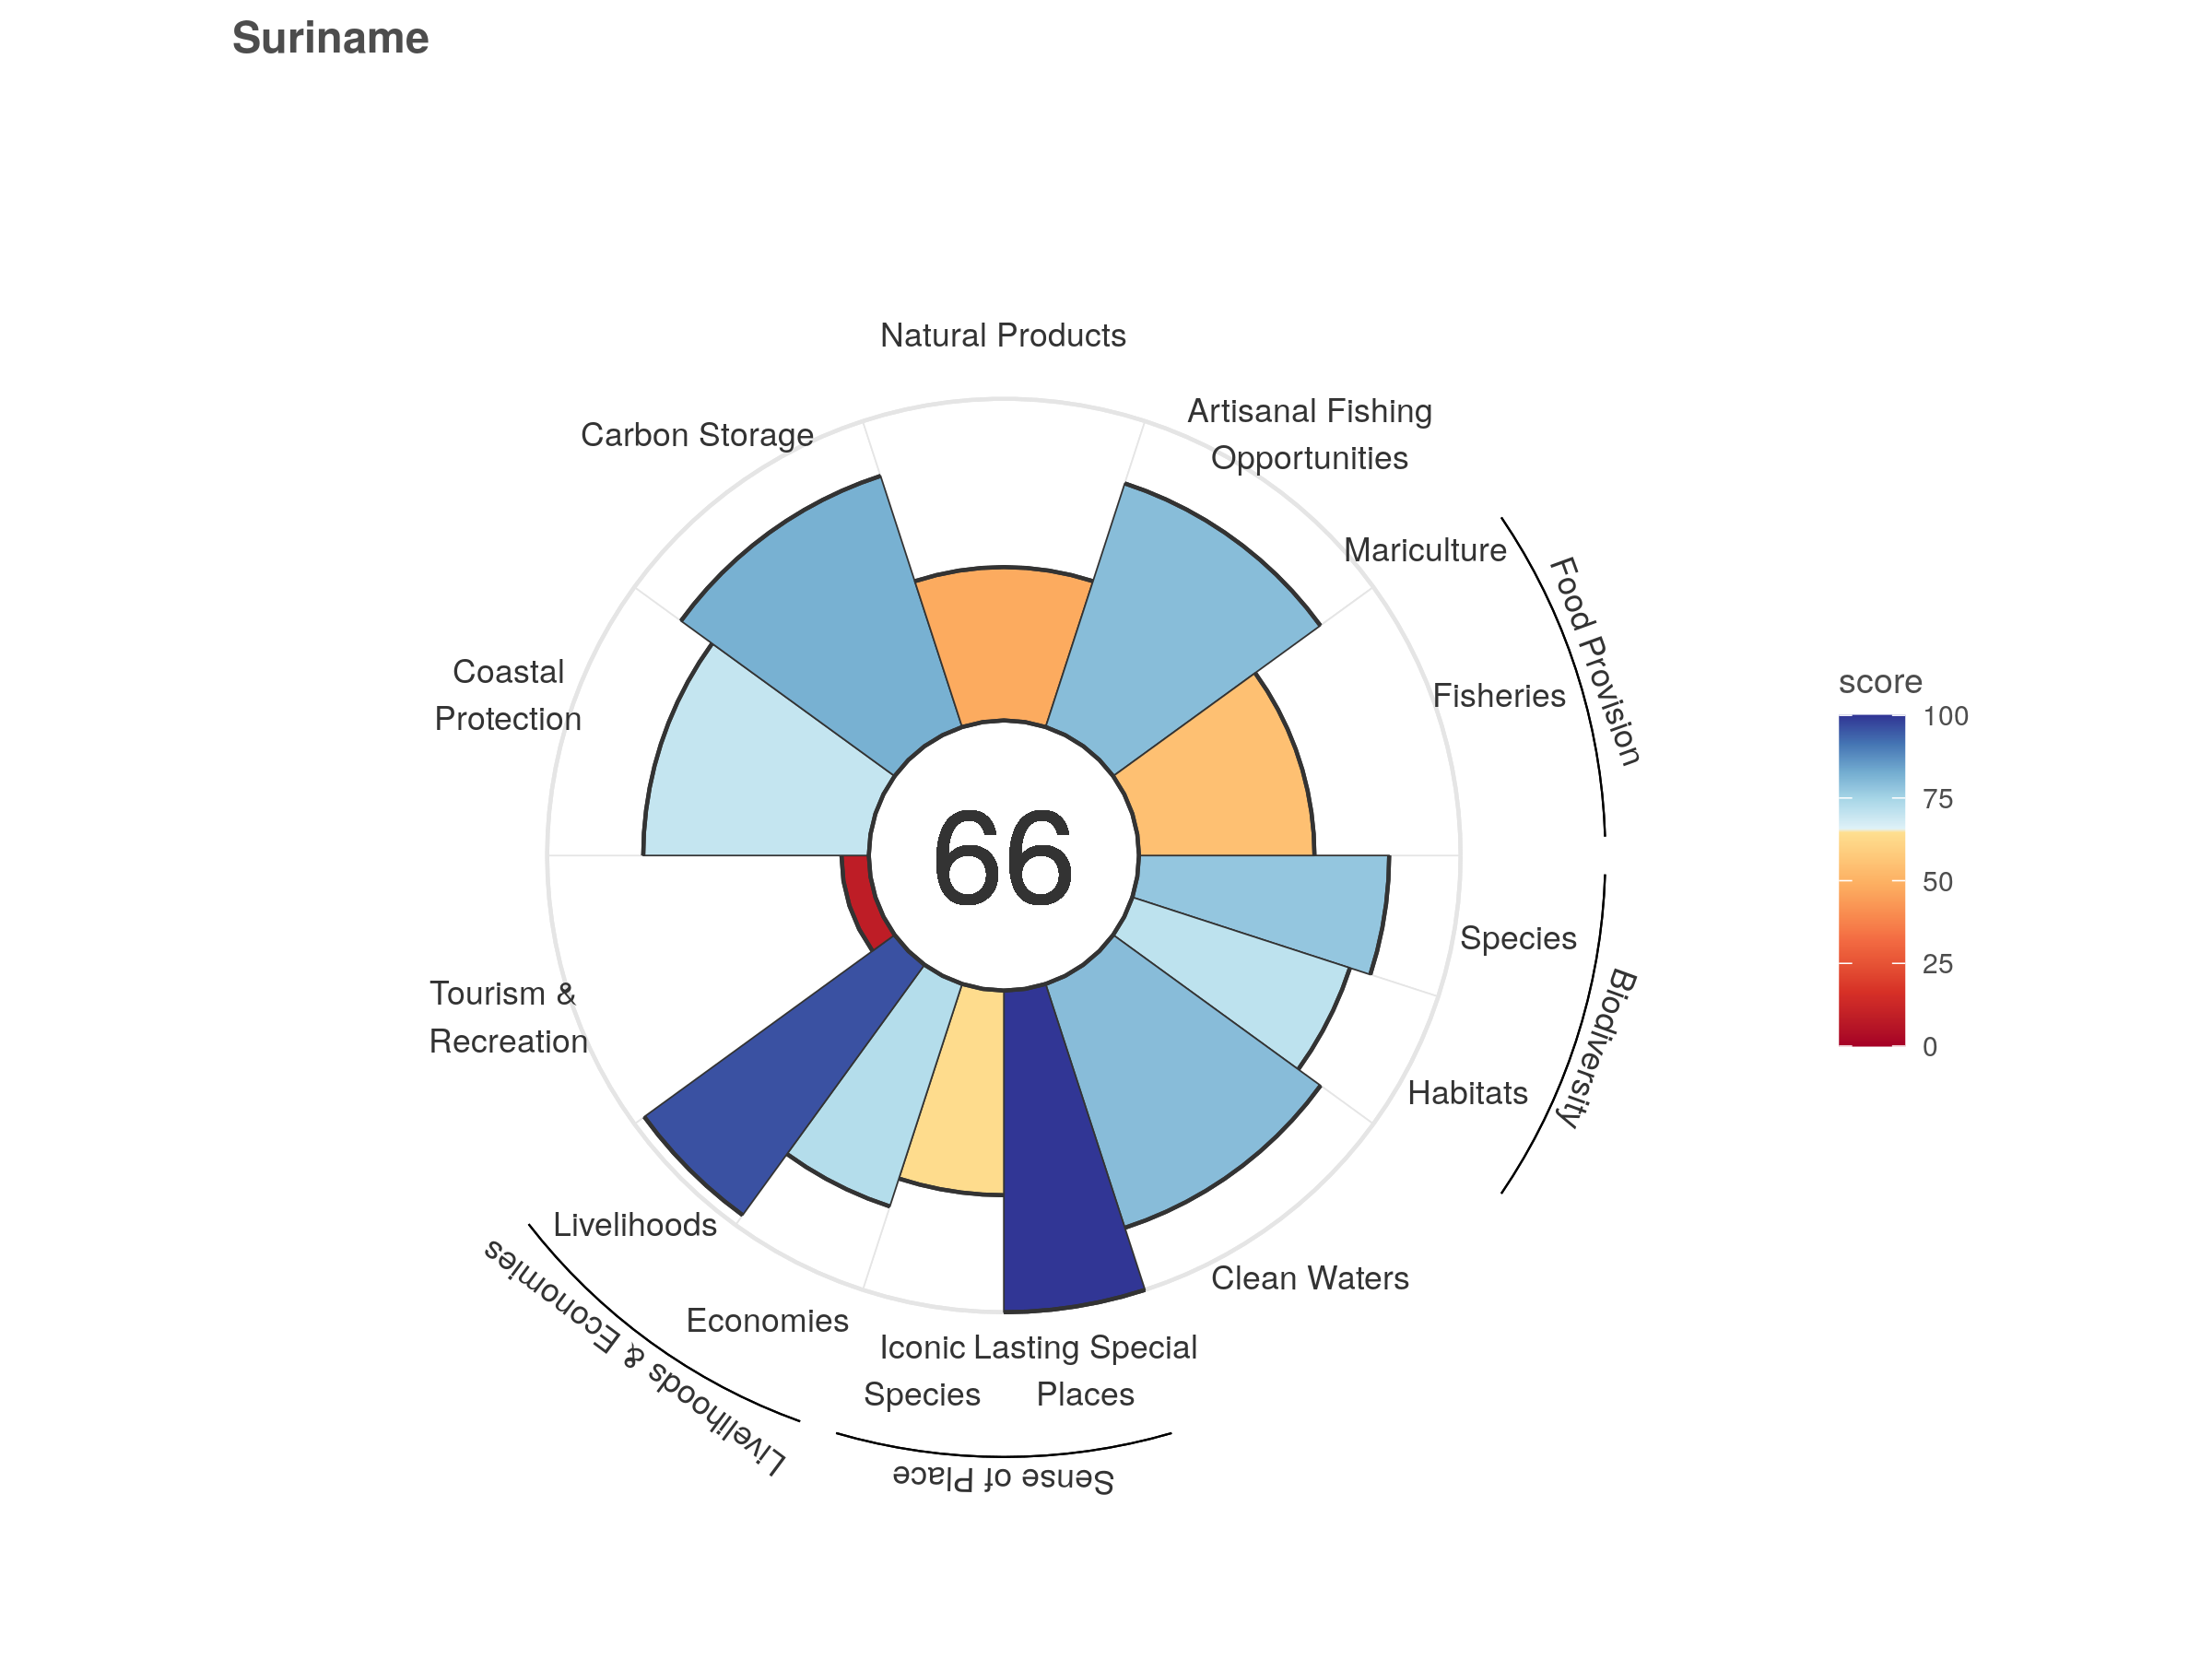 Suriname
Natural Products
Artisanal Fishing
Opportunities
Carbon Storage
Mariculture
Food Provision
Fisheries
Coastal
Protection
score
100
75
50
25
0
66
Species
Biodiversity
Habitats
Tourism &
Recreation
Livelihoods
Livelihoods & Economies
Economies
Clean Waters
Iconic
Species
Lasting Special
Places
Sense of Place